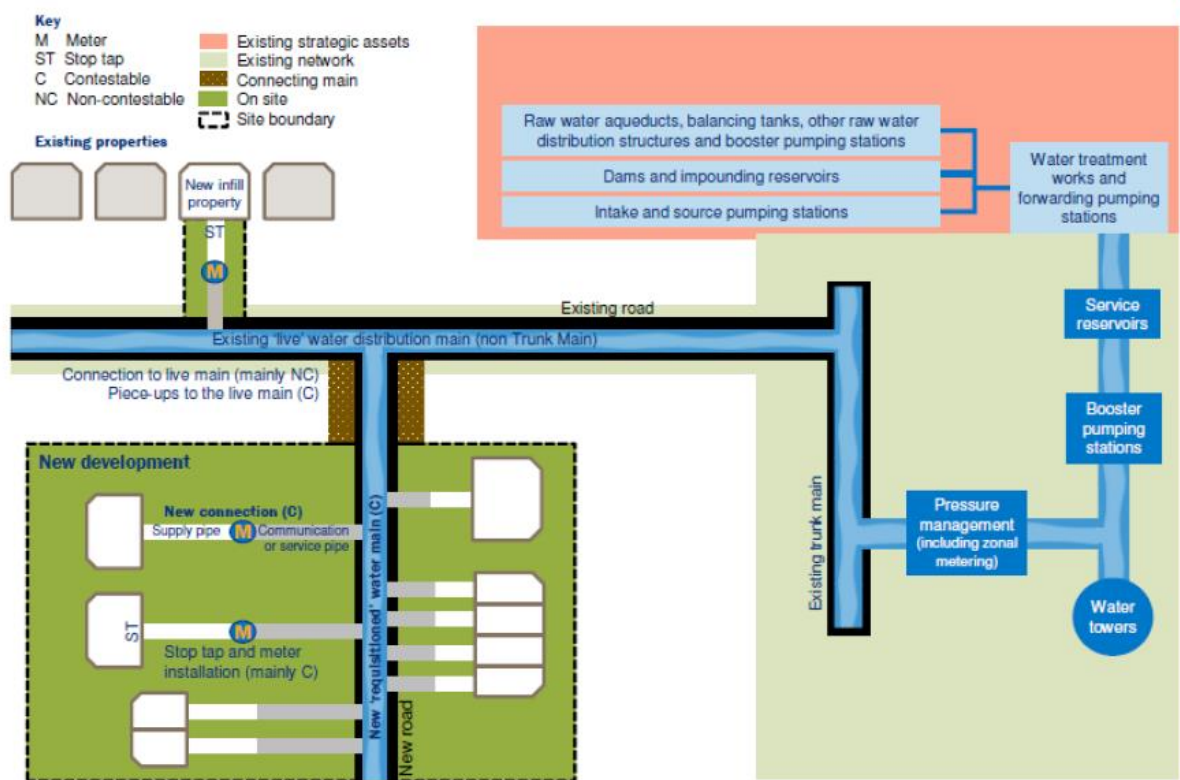 Key
M Meter
ST Stop tap
C Contestable
NC Non-contestable
Existing strategic assets
Existing network
Connecting main
On site
Site boundary
Existing properties
New infill
property
ST
M
Raw water aqueducts, balancing tanks, other raw water
distribution structures and booster pumping stations
Dams and impounding reservoirs
Intake and source pumping stations
Water treatment
works and
forwarding pumping
stations
Existing road
Existing 'live' water distribution main (non Trunk Main)
Connection to live main (mainly NC)
Piece-ups to the live main (C)
Service
reservoirs
Booster
pumping
stations
Pressure
management
(including zonal
metering)
Water
towers
Existing trunk main
New development
New connection (C)
Supply pipe M Communication
or service pipe
ST
M
Stop tap and meter
installation (mainly C)
New 'requisitioned' water main (C)
New road